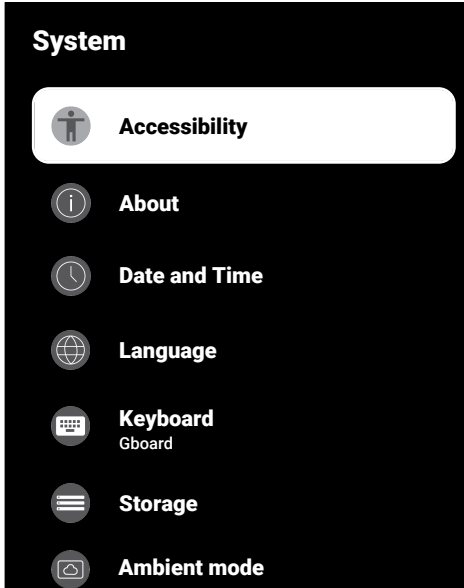 System
Accessibility
About
Date and Time
Language
Keyboard
Gboard
Storage
Ambient mode